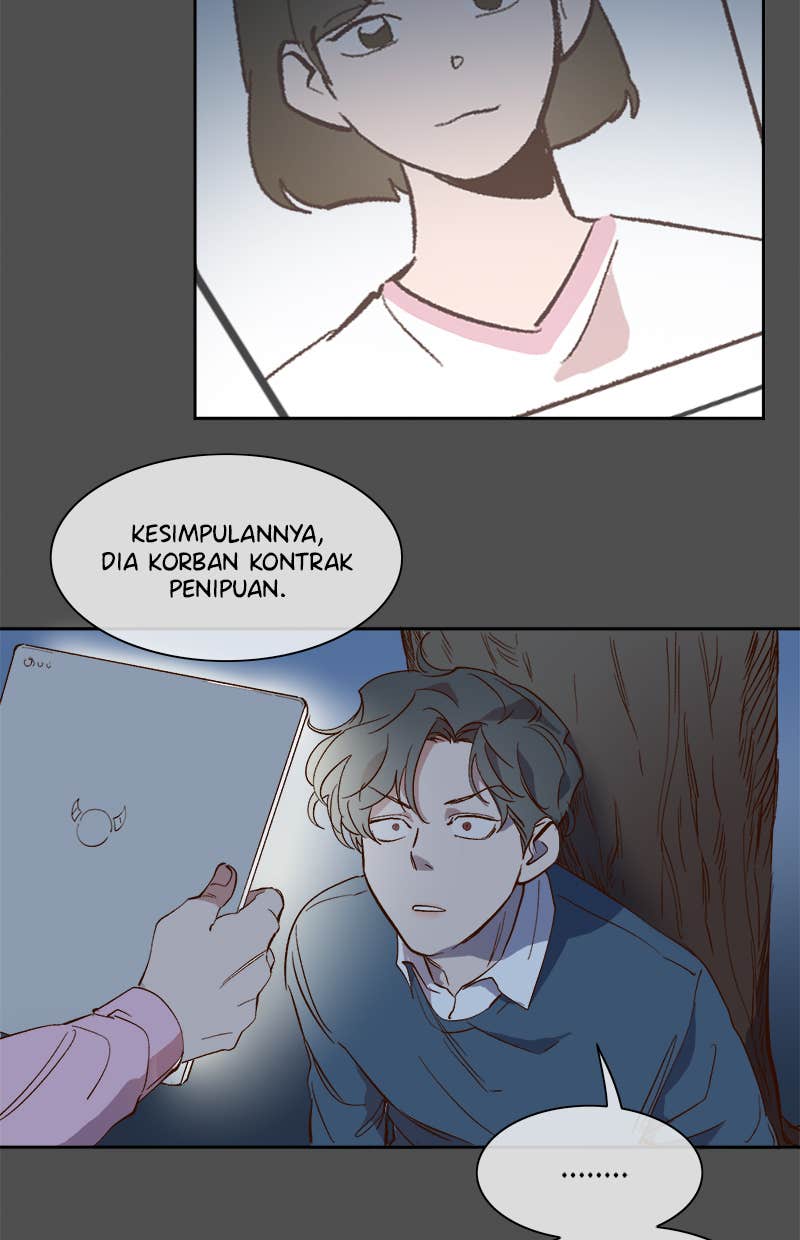 KESIMPULANNYA,
DIA KORBAN KONTRAK
PENIPUAN.
........